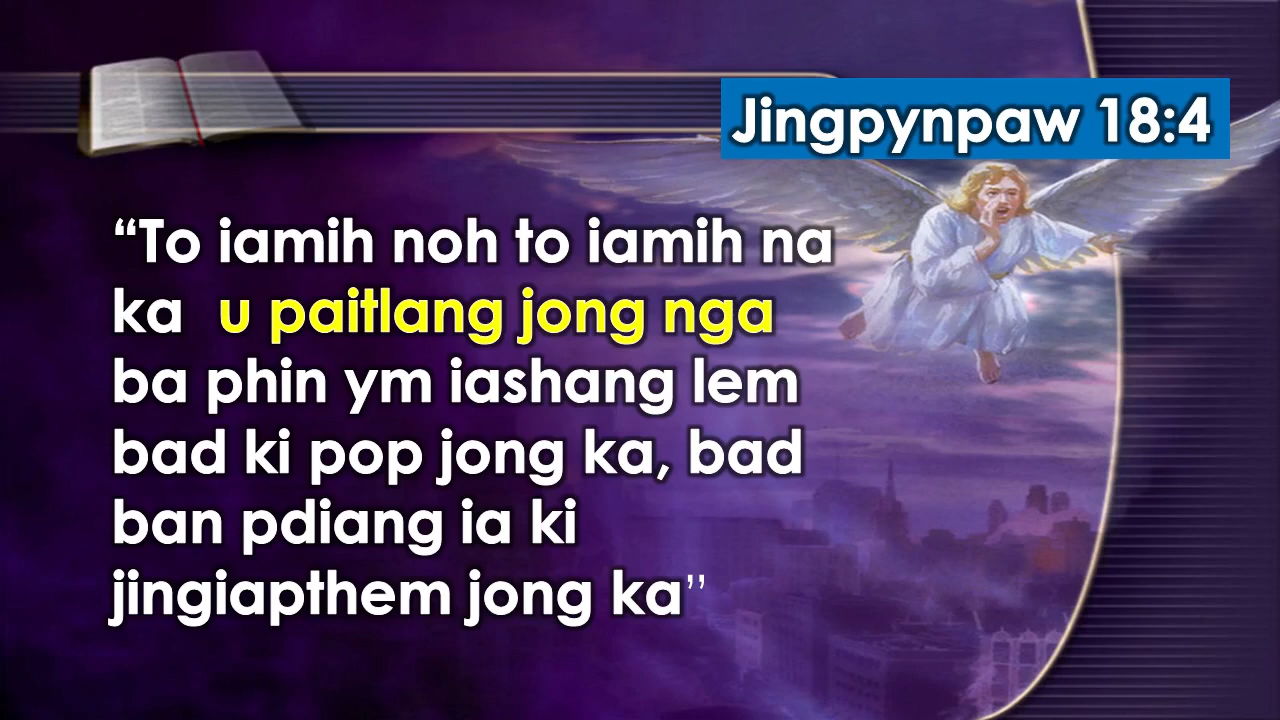 Jingpynpaw 18:4
“To iamih noh to iamih na
ka  u paitlang jong nga
ba phin ym iashang lem
bad ki pop jong ka, bad
ban pdiang ia ki
jingiapthem jong ka”